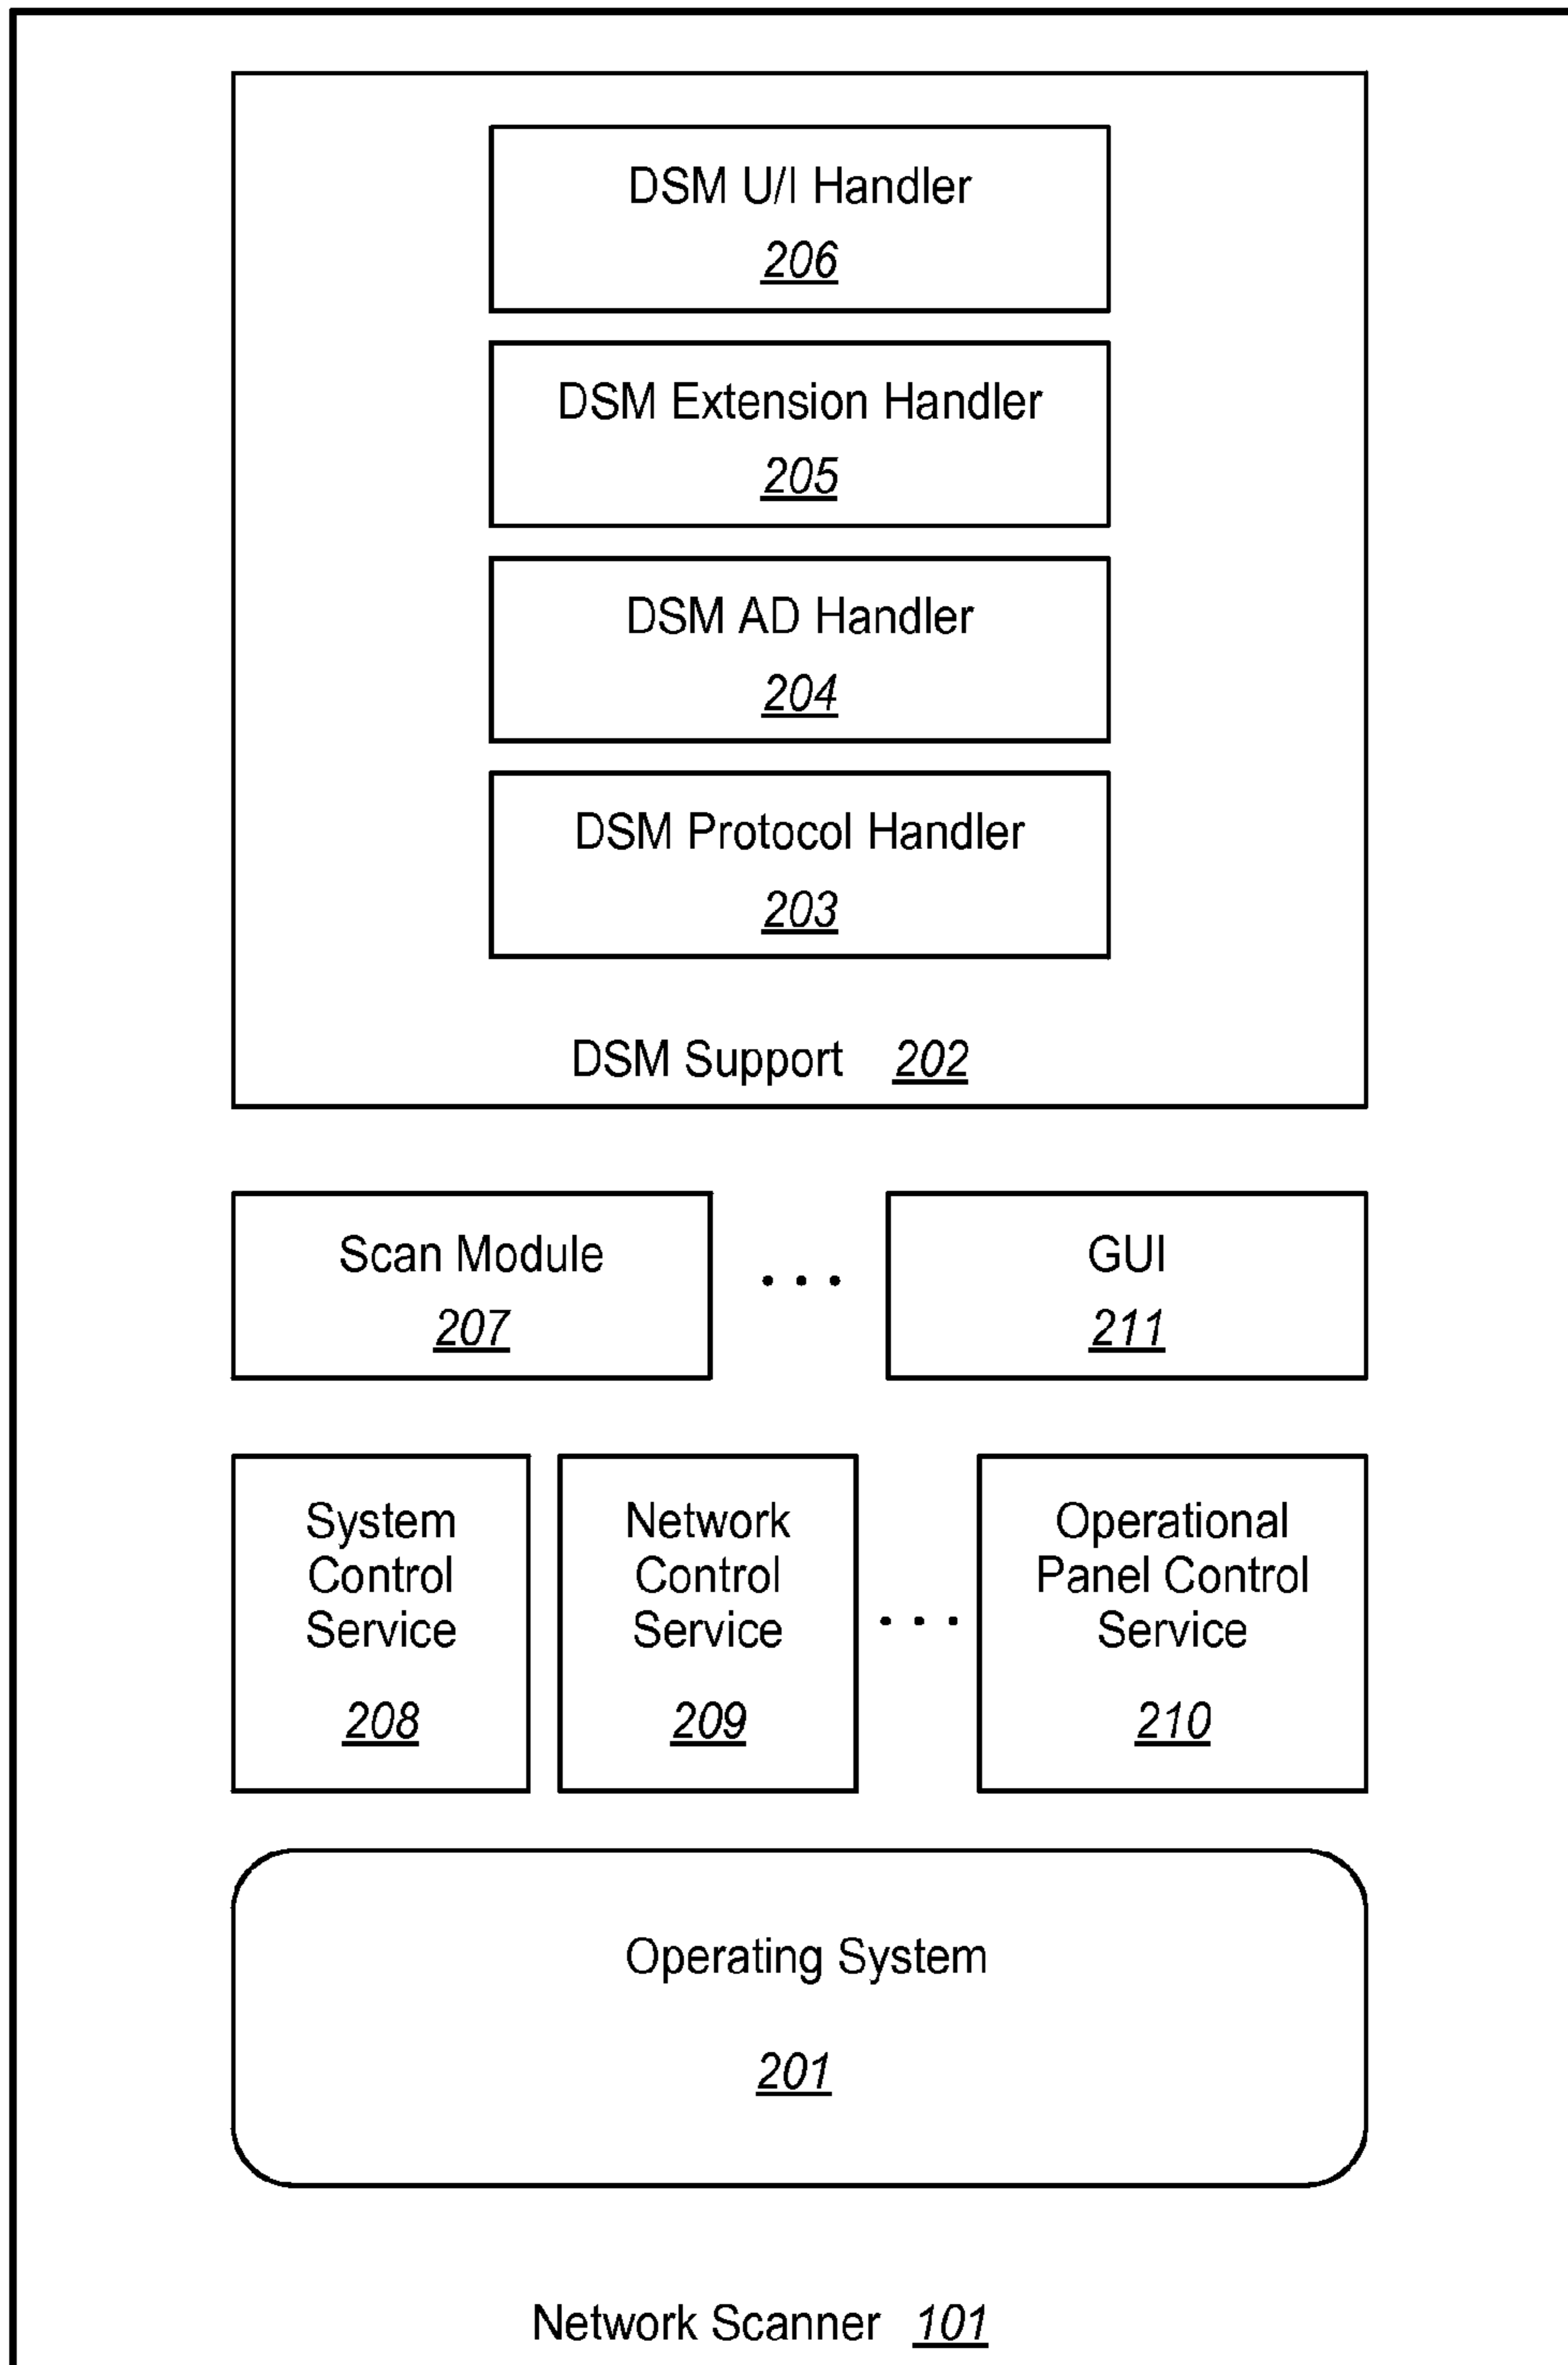 DSM U/I Handler
206
DSM Extension Handler
205
DSM AD Handler
204
DSM Protocol Handler
203
DSM Support 202
Scan Module
207
...
GUI
211
System
Control
Service
208
Network
Control
Service
209
...
Operational
Panel Control
Service
210
Operating System
201
Network Scanner 101